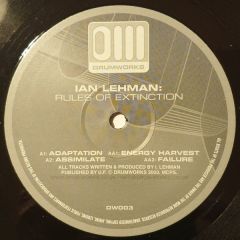 DRUMWORKS
IAN LEHMAN:
RULES OF EXTINCTION
A1: ADAPTATION
A2: ASSIMILATE
AA1: ENERGY HARVEST
AA2: FAILURE
ALL TRACKS WRITTEN & PRODUCED BY I. LEHMAN
PUBLISHED BY U.F. © DRUMWORKS 2003. MCPS.
DW003